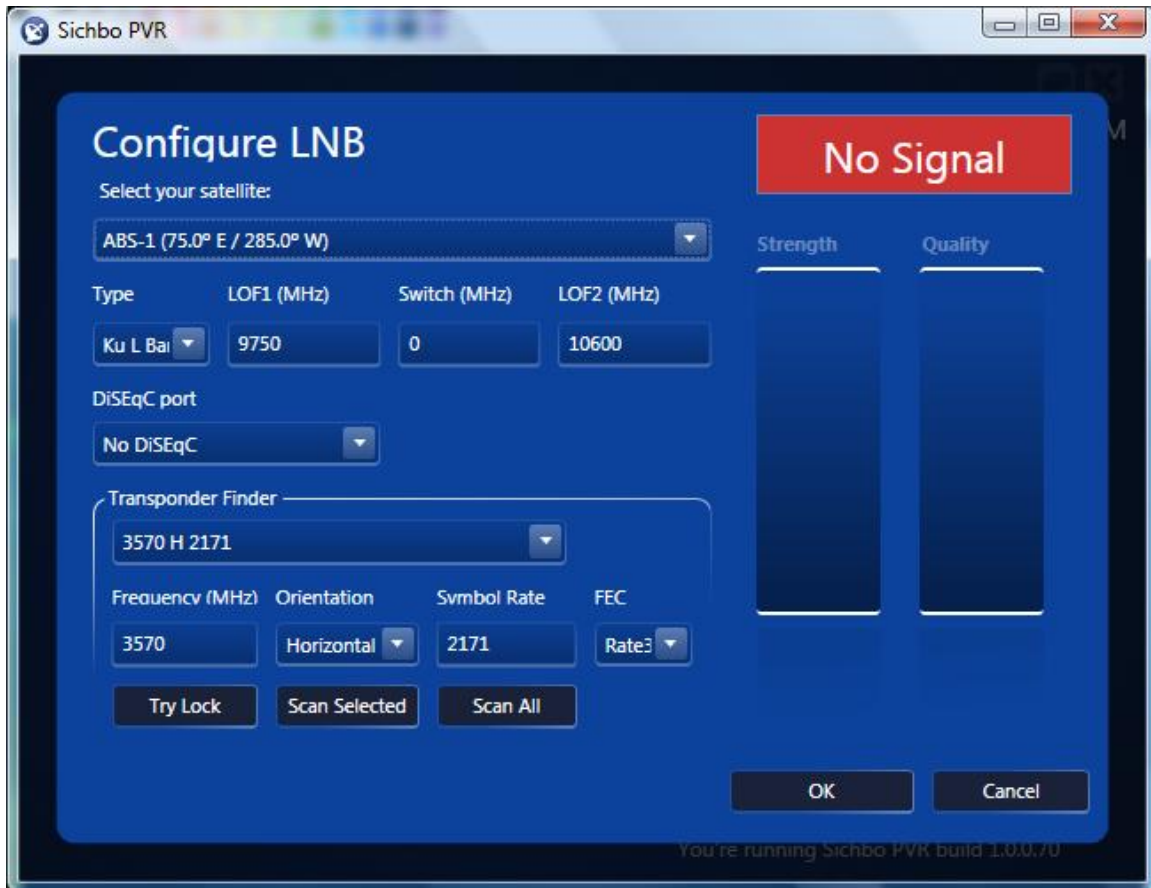 Sichbo PVR
Configure LNB
No Signal
Select your satellite:
ABS-1 (75.0º E / 285.0º W)
Strength Quality
Type LOF1 (MHz) Switch (MHz) LOF2 (MHz)
Ku L Bar 9750 0 10600
DiSEqC port
No DiSEqC
Transponder Finder
3570 H 2171
Frequency (MHz) Orientation Symbol Rate FEC
3570 Horizontal 2171 Rate3
Try Lock Scan Selected Scan All
OK Cancel
You're running Sichbo PVR build 1.0.0.70
M